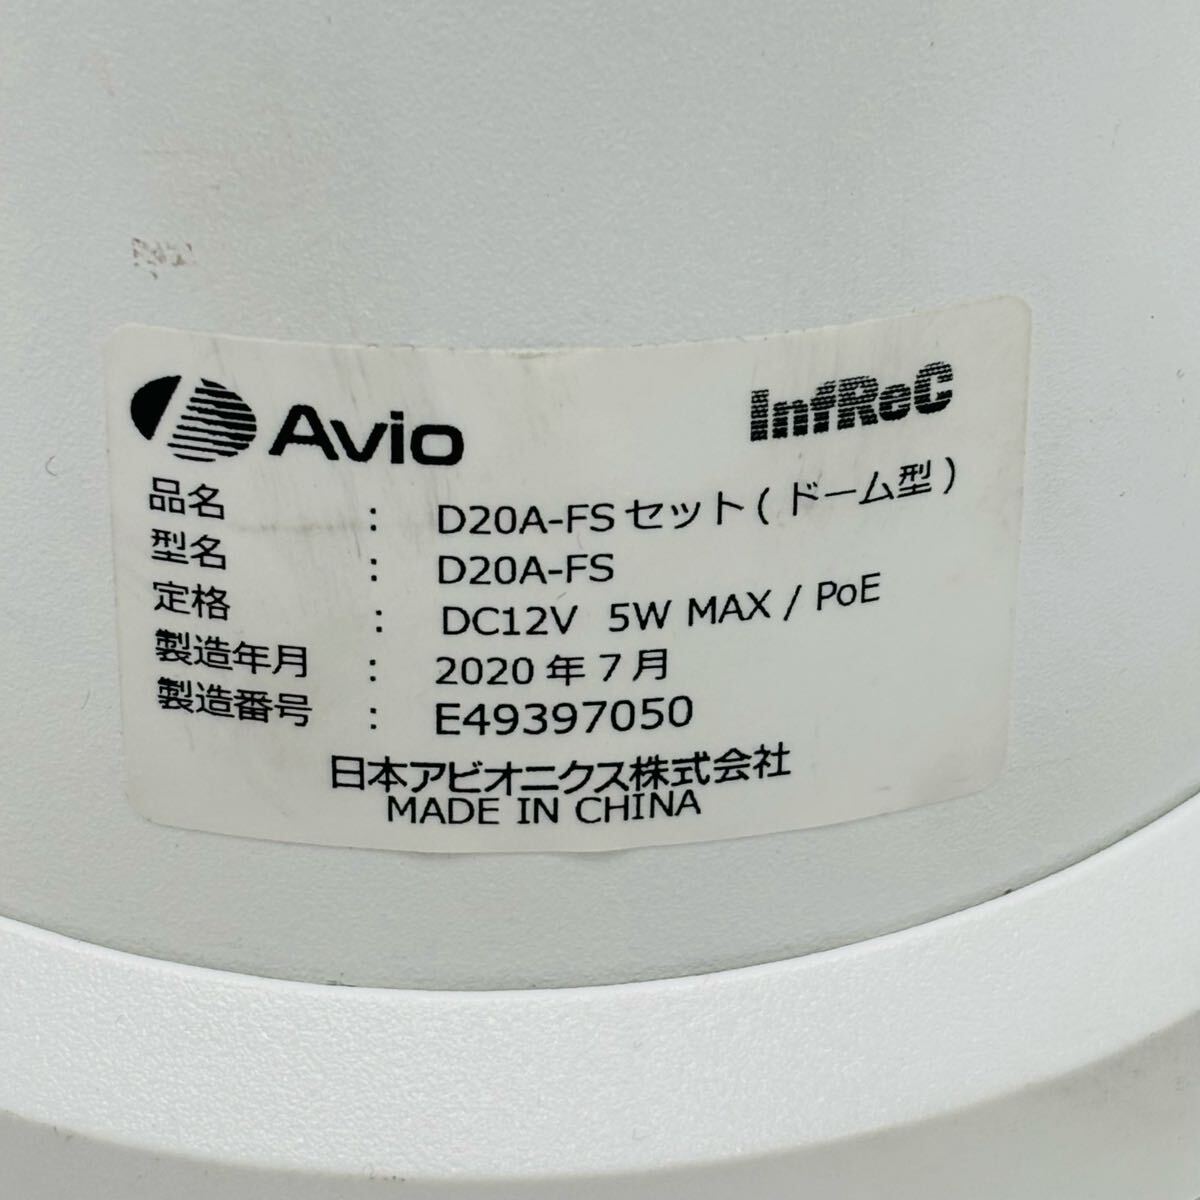 Avio InfReC
品名 : D20A-FS セット ( ドーム型 )
型名 : D20A-FS
定格 : DC12V 5W MAX / PoE
製造年月 : 2020 年 7 月
製造番号 : E49397050
日本アビオニクス株式会社
MADE IN CHINA